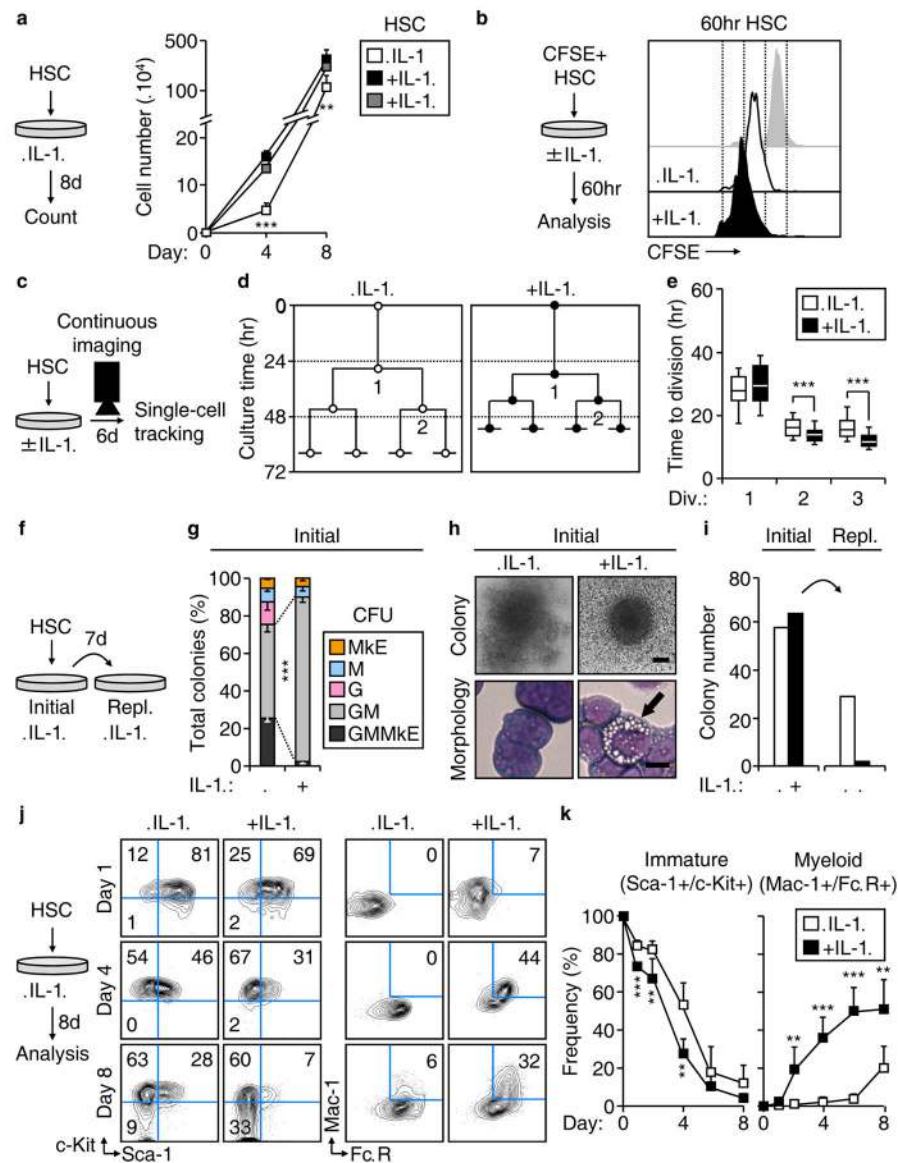 a
HSC
.IL-1.
8d
Count
Cell number (.10⁴)
500
100
20
10
0
Day: 0 4 8
***
**
HSC
.IL-1
+IL-1.
+IL-1.
b
60hr HSC
CFSE+
HSC
±IL-1.
60hr
Analysis
.IL-1.
+IL-1.
CFSE
c
Continuous
imaging
HSC
±IL-1.
6d
Single-cell
tracking
d
.IL-1. +IL-1.
Culture time (hr)
0
24
48
72
1
2
1
2
e
Time to division (hr)
60
40
20
0
.IL-1.
+IL-1.
*** ***
Div.: 1 2 3
f
HSC
7d
Initial Repl.
.IL-1. .IL-1.
g
Initial
Total colonies (%)
100
80
60
40
20
0
***
IL-1.: . +
CFU
MkE
M
G
GM
GMMkE
h
Initial
.IL-1. +IL-1.
Colony
Morphology
i
Initial Repl.
Colony number
80
60
40
20
0
IL-1.: . + . .
j
HSC
.IL-1.
8d
Analysis
.IL-1. +IL-1. .IL-1. +IL-1.
Day 1
12 81 25 69 0 7
1 2
Day 4
54 46 67 31 0 44
0 2
Day 8
63 28 60 7 6 32
9 33
c-Kit
Sca-1
Mac-1
Fc.R
k
Immature
(Sca-1+/c-Kit+)
Myeloid
(Mac-1+/Fc.R+)
.IL-1.
+IL-1.
Frequency (%)
100
80
60
40
20
0
***
**
**
** *** *** **
Day: 0 4 8 0 4 8